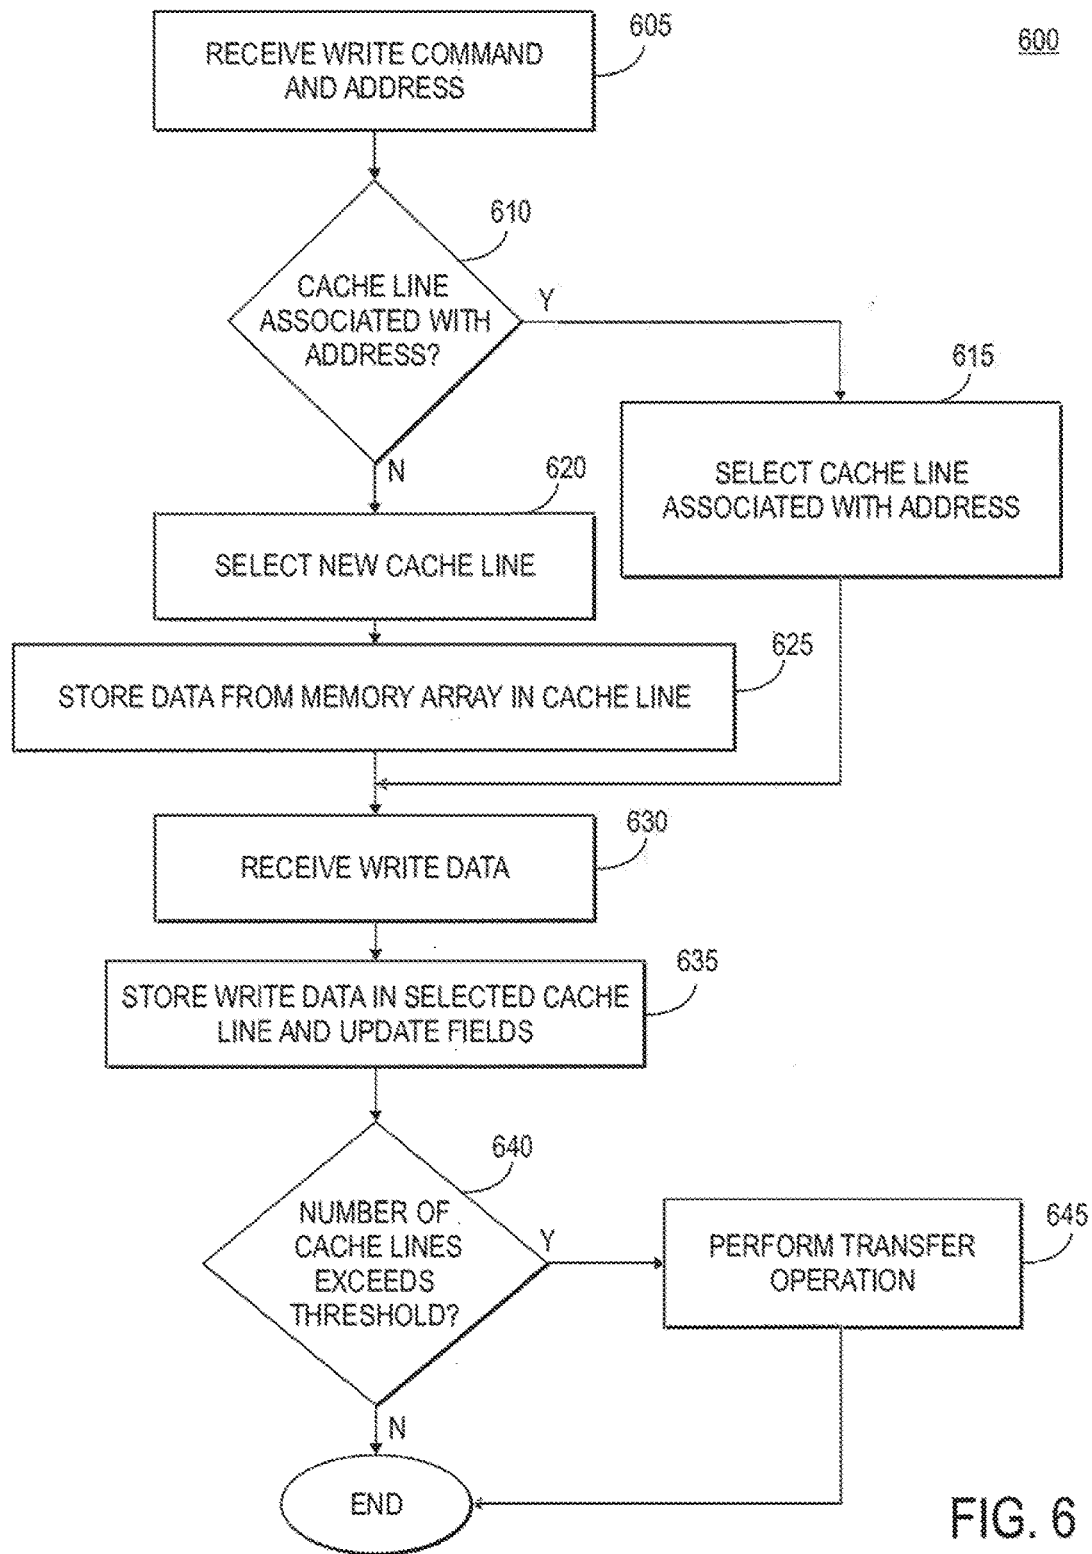 600
605
RECEIVE WRITE COMMAND
AND ADDRESS
610
CACHE LINE
ASSOCIATED WITH
ADDRESS?
Y
N
615
SELECT CACHE LINE
ASSOCIATED WITH ADDRESS
620
SELECT NEW CACHE LINE
625
STORE DATA FROM MEMORY ARRAY IN CACHE LINE
630
RECEIVE WRITE DATA
635
STORE WRITE DATA IN SELECTED CACHE
LINE AND UPDATE FIELDS
640
NUMBER OF
CACHE LINES
EXCEEDS
THRESHOLD?
Y
N
645
PERFORM TRANSFER
OPERATION
END
FIG. 6